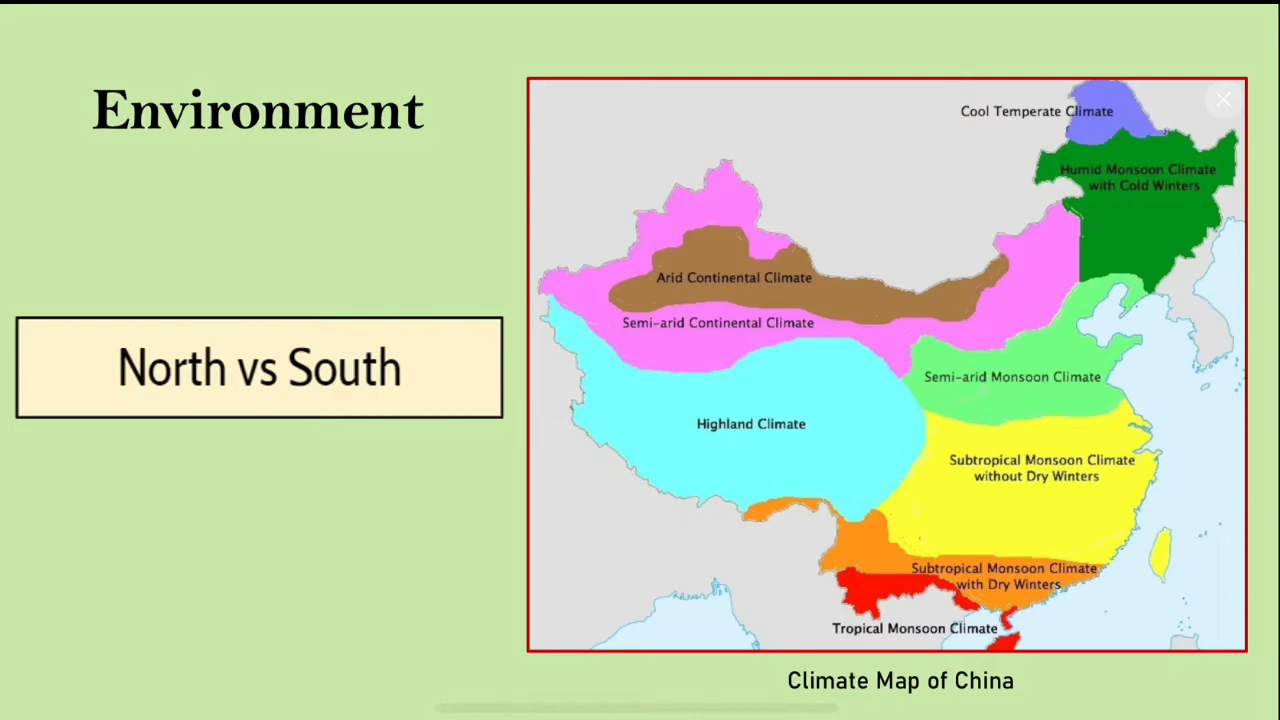 Environment
North vs South
Cool Temperate Climate
Humid Monsoon Climate
with Cold Winters
Arid Continental Climate
Semi-arid Continental Climate
Semi-arid Monsoon Climate
Highland Climate
Subtropical Monsoon Climate
without Dry Winters
Subtropical Monsoon Climate
with Dry Winters
Tropical Monsoon Climate
Climate Map of China